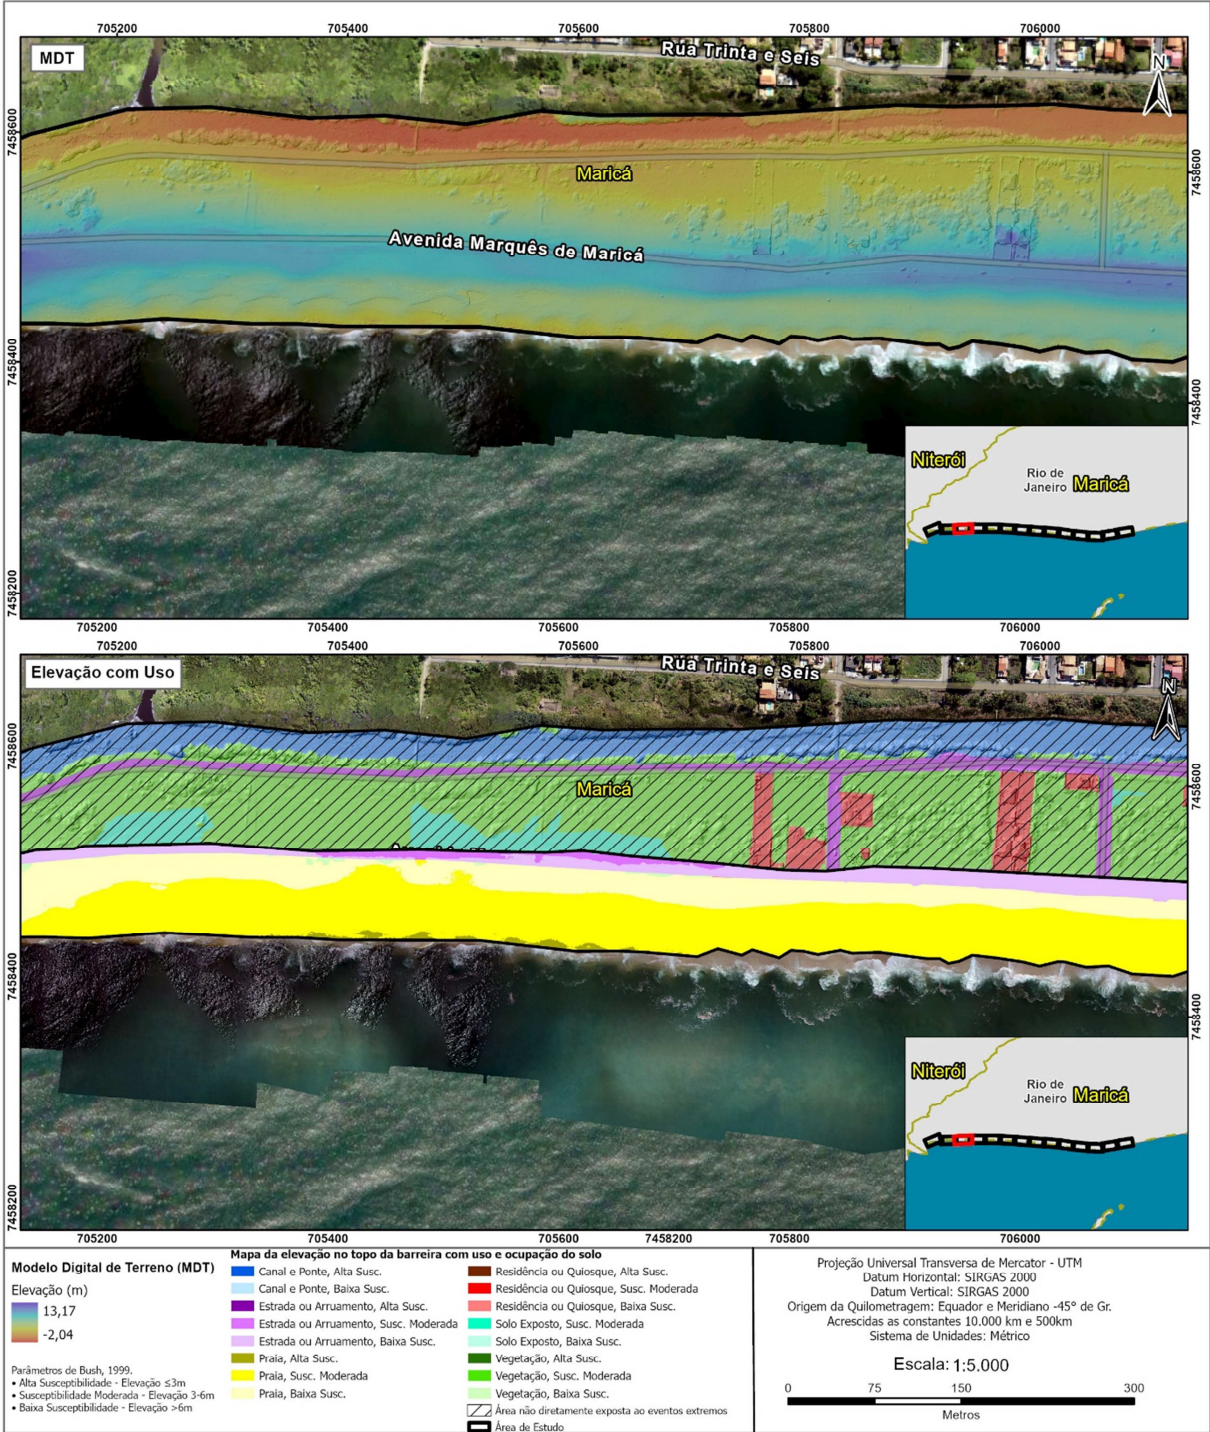 705200 705400 705600 705800 706000
MDT
Rua Trinta e Seis
N
7458600
7458600
Maricá
Avenida Marquês de Maricá
7458400
7458400
Niterói
Rio de
Janeiro Maricá
7458200
705200 705400 705600 705800 706000
705200 705400 705600 705800 706000
Elevação com Uso
Rua Trinta e Seis
N
7458600
7458600
Maricá
7458400
7458400
Niterói
Rio de
Janeiro Maricá
7458200
705200 705400 705600 7458200 705800 706000
Modelo Digital de Terreno (MDT)
Elevação (m)
13,17
-2,04
Parâmetros de Bush, 1999.
• Alta Susceptibilidade - Elevação ≤3m
• Susceptibilidade Moderada - Elevação 3-6m
• Baixa Susceptibilidade - Elevação >6m
Mapa da elevação no topo da barreira com uso e ocupação do solo
Canal e Ponte, Alta Susc.
Canal e Ponte, Baixa Susc.
Estrada ou Arruamento, Alta Susc.
Estrada ou Arruamento, Susc. Moderada
Estrada ou Arruamento, Baixa Susc.
Praia, Alta Susc.
Praia, Susc. Moderada
Praia, Baixa Susc.
Residência ou Quiosque, Alta Susc.
Residência ou Quiosque, Susc. Moderada
Residência ou Quiosque, Baixa Susc.
Solo Exposto, Susc. Moderada
Solo Exposto, Baixa Susc.
Vegetação, Alta Susc.
Vegetação, Susc. Moderada
Vegetação, Baixa Susc.
Área não diretamente exposta ao eventos extremos
Área de Estudo
Projeção Universal Transversa de Mercator - UTM
Datum Horizontal: SIRGAS 2000
Datum Vertical: SIRGAS 2000
Origem da Quilometragem: Equador e Meridiano -45° de Gr.
Acrescidas as constantes 10.000 km e 500km
Sistema de Unidades: Métrico
Escala: 1:5.000
0 75 150 300
Metros